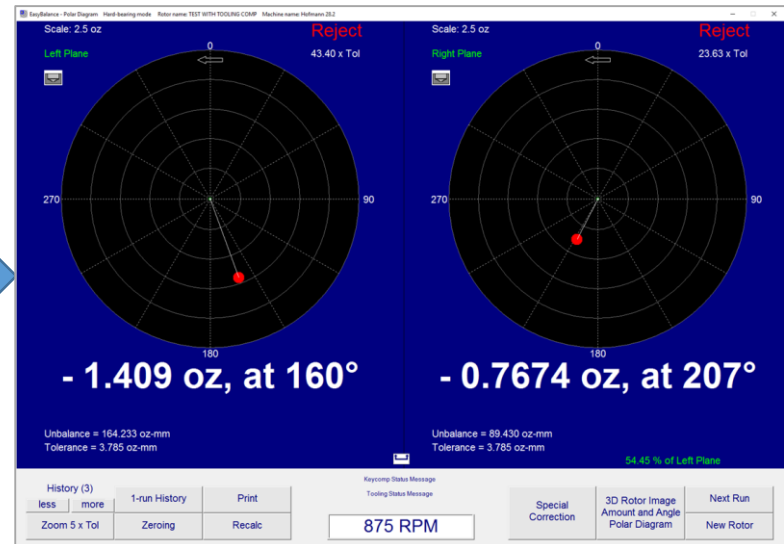 EasyBalance - Polar Diagram Hard-bearing mode Rotor name: TEST WITH TOOLING COMP Machine name: Hofmann 28.2
Scale: 2.5 oz
Reject
Left Plane
0
43.40 x Tol
270
90
180
- 1.409 oz, at 160°
Unbalance = 164.233 oz-mm
Tolerance = 3.785 oz-mm
Scale: 2.5 oz
Reject
Right Plane
0
23.63 x Tol
270
90
180
- 0.7674 oz, at 207°
Unbalance = 89.430 oz-mm
Tolerance = 3.785 oz-mm
54.45 % of Left Plane
History (3)
less more
1-run History
Print
Zoom 5 x Tol
Zeroing
Recalc
Keycomp Status Message
Tooling Status Message
875 RPM
Special
Correction
3D Rotor Image
Amount and Angle
Polar Diagram
Next Run
New Rotor